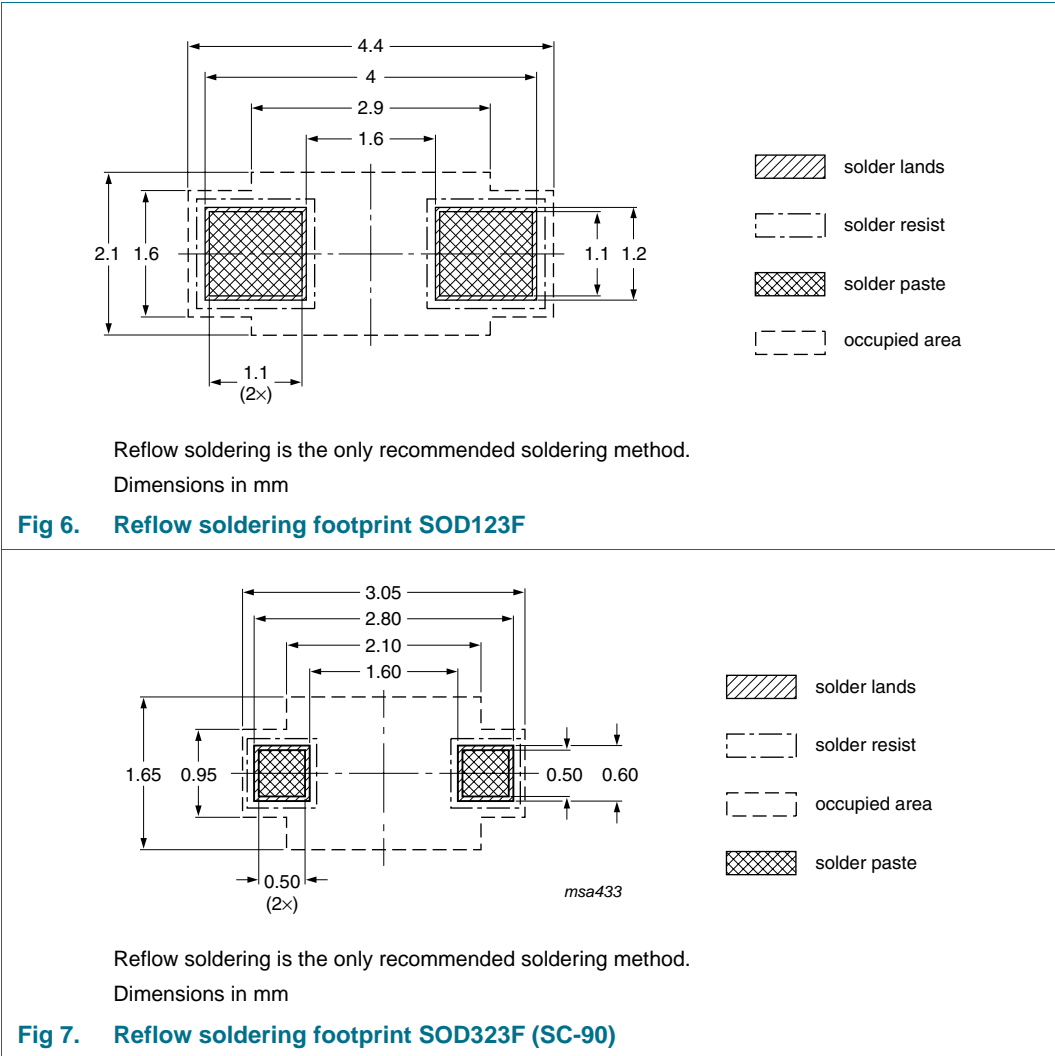 4.4
4
2.9
1.6
2.1 1.6
1.1 1.2
1.1
(2×)
solder lands
solder resist
solder paste
occupied area
Reflow soldering is the only recommended soldering method.
Dimensions in mm
Fig 6. Reflow soldering footprint SOD123F
3.05
2.80
2.10
1.60
1.65 0.95
0.50 0.60
0.50
(2×)
msa433
solder lands
solder resist
occupied area
solder paste
Reflow soldering is the only recommended soldering method.
Dimensions in mm
Fig 7. Reflow soldering footprint SOD323F (SC-90)